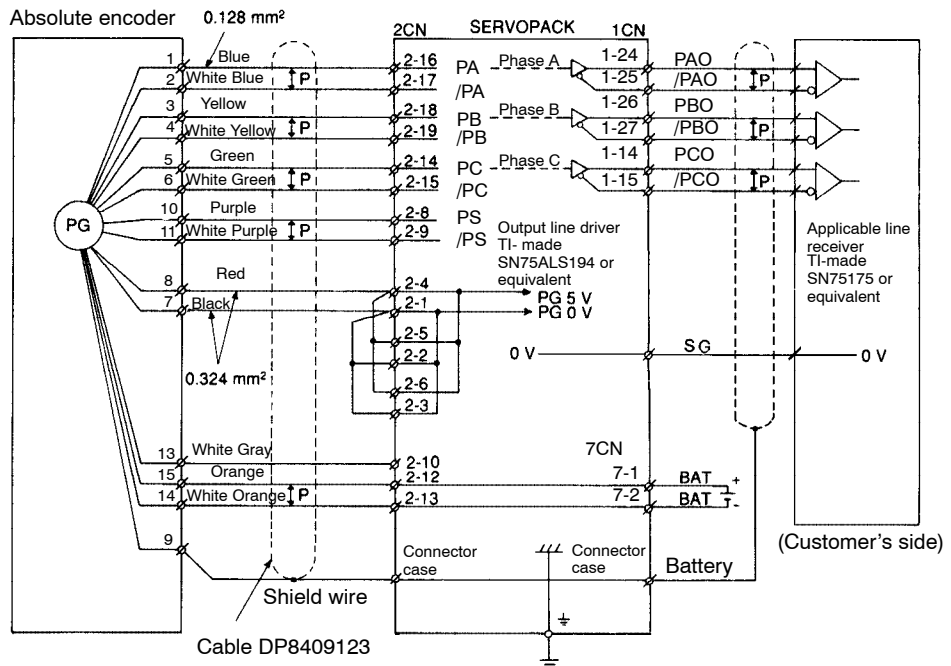 Absolute encoder
0.128 mm²
2CN SERVOPACK 1CN
1 Blue 2-16 PA Phase A 1-24 PAO
2 White Blue P 2-17 /PA 1-25 /PAO P
3 Yellow 2-18 PB Phase B 1-26 PBO
4 White Yellow P 2-19 /PB 1-27 /PBO P
5 Green 2-14 PC Phase C 1-14 PCO
6 White Green P 2-15 /PC 1-15 /PCO P
10 Purple 2-8 PS
PG
11 White Purple P 2-9 /PS
Output line driver
TI- made
SN75ALS194 or
equivalent
Applicable line
receiver
TI-made
SN75175 or
equivalent
8 Red 2-4 PG 5 V
7 Black 2-1 PG 0 V
2-5
0 V SG 0 V
2-2
0.324 mm²
2-6
2-3
7CN
13 White Gray 2-10
15 Orange 2-12 7-1 BAT +
14 White Orange P 2-13 7-2 BAT -
9
(Customer's side)
Connector
case
Connector
case
Battery
Shield wire
Cable DP8409123